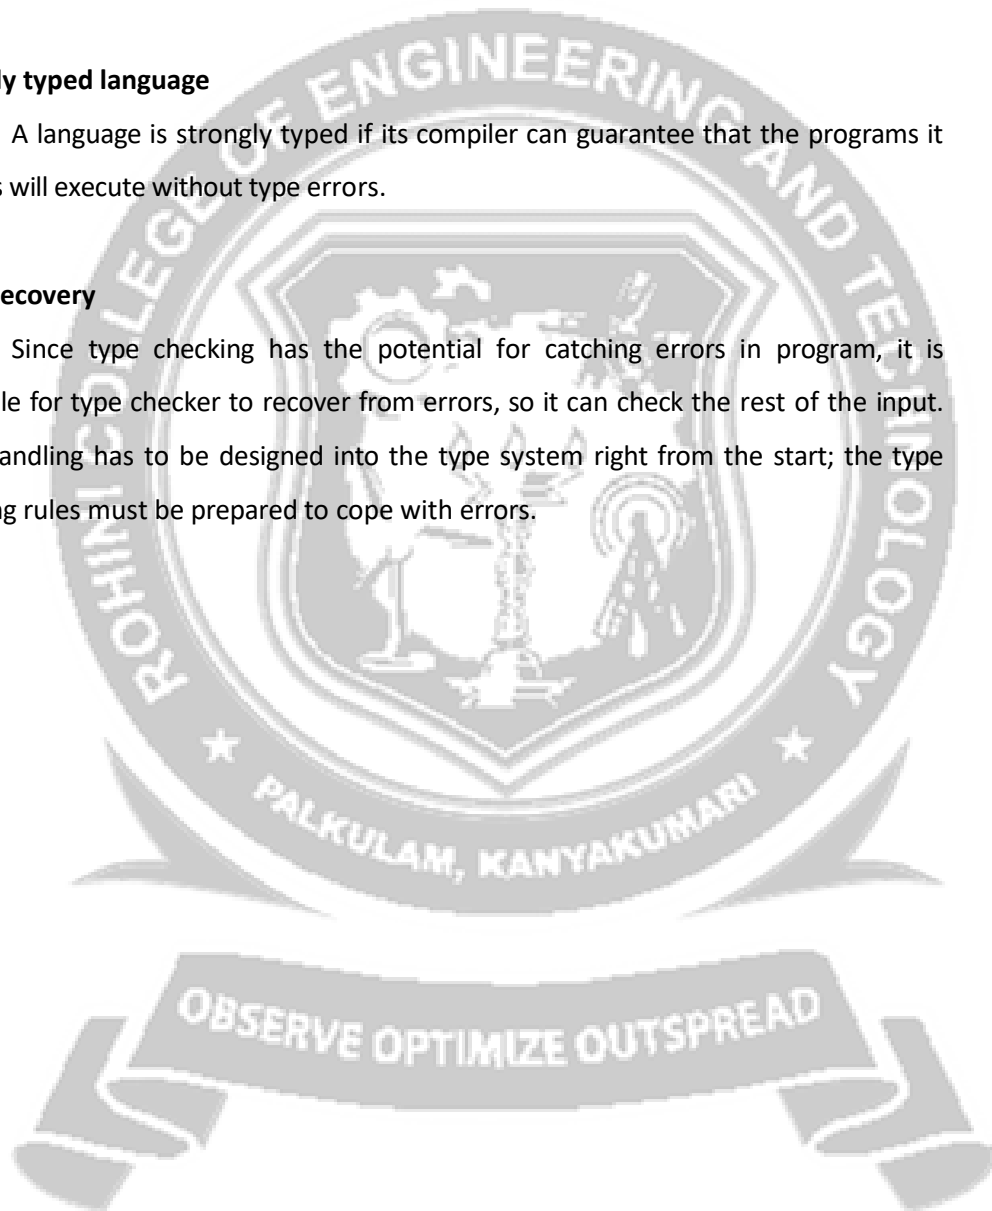 ly typed language
A language is strongly typed if its compiler can guarantee that the programs it
s will execute without type errors.
ecovery
Since type checking has the potential for catching errors in program, it is
le for type checker to recover from errors, so it can check the rest of the input.
andling has to be designed into the type system right from the start; the type
g rules must be prepared to cope with errors.
ROHINI COLLEGE OF ENGINEERING AND TECHNOLOGY
PALKULAM, KANYAKUMARI
OBSERVE OPTIMIZE OUTSPREAD